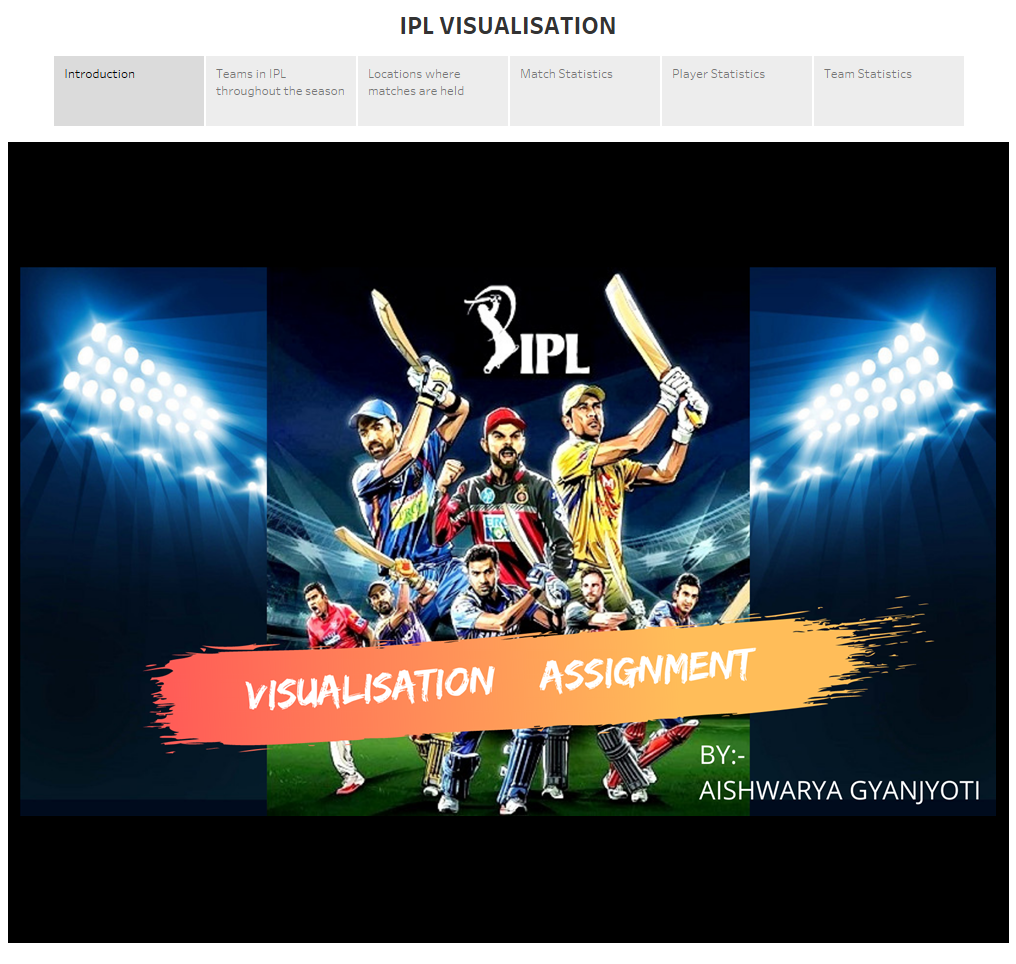 IPL VISUALISATION
Introduction
Teams in IPL
throughout the season
Locations where
matches are held
Match Statistics
Player Statistics
Team Statistics
IPL
VISUALISATION ASSIGNMENT
BY:-
AISHWARYA GYANJYOTI